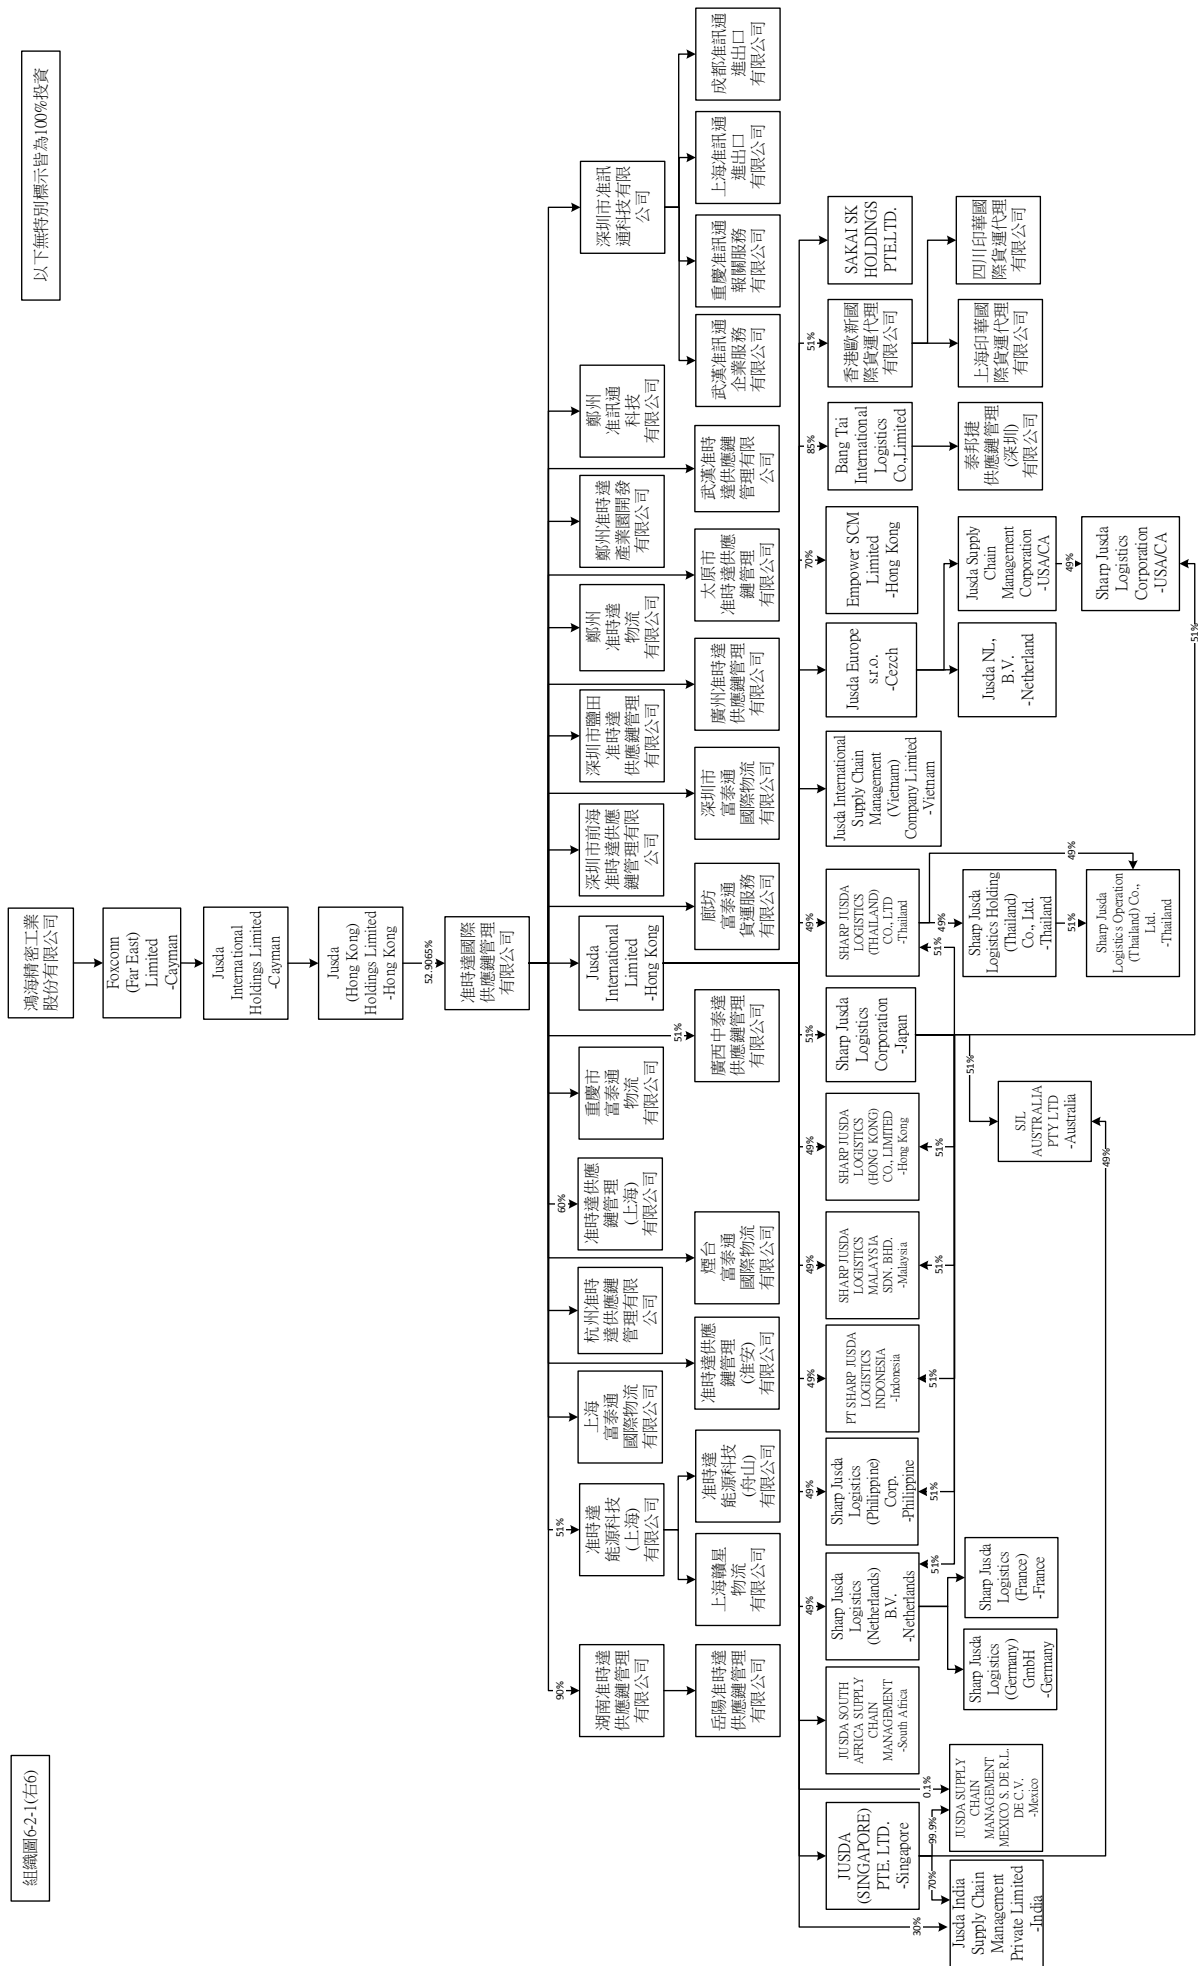 組織圖6-2-1(右6)
以下無特別標示皆為100%投資
鴻海精密工業
股份有限公司
Foxconn
(Far East)
Limited
-Cayman
Jusda
International
Holdings Limited
-Cayman
Jusda
(Hong Kong)
Holdings Limited
-Hong Kong
52.9065%
准時達國際
供應鏈管理
有限公司
90%
湖南准時達
供應鏈管理
有限公司
51%
准時達
能源科技
(上海)
有限公司
上海
富泰通
國際物流
有限公司
杭州准時
達供應鏈
管理有限
公司
60%
准時達供應
鏈管理
(上海)
有限公司
重慶市
富泰通
物流
有限公司
Jusda
International
Limited
-Hong Kong
深圳市前海
准時達供應
鏈管理有限
公司
深圳市鹽田
准時達
供應鏈管理
有限公司
鄭州
准時達
物流
有限公司
鄭州准時達
產業園開發
有限公司
鄭州
准訊通
科技
有限公司
深圳市准訊
通科技有限
公司
岳陽准時達
供應鏈管理
有限公司
上海贛星
物流
有限公司
准時達
能源科技
(舟山)
有限公司
准時達供應
鏈管理
(淮安)
有限公司
煙台
富泰通
國際物流
有限公司
51%
廣西中泰達
供應鏈管理
有限公司
廊坊
富泰通
貨運服務
有限公司
深圳市
富泰通
國際物流
有限公司
廣州准時達
供應鏈管理
有限公司
太原市
准時達供應
鏈管理
有限公司
武漢准時
達供應鏈
管理有限
公司
武漢准訊通
企業服務
有限公司
重慶准訊通
報關服務
有限公司
上海准訊通
進出口
有限公司
成都准訊通
進出口
有限公司
JUSDA
(SINGAPORE)
PTE. LTD.
-Singapore
JUSDA SOUTH
AFRICA SUPPLY
CHAIN
MANAGEMENT
-South Africa
49%
Sharp Jusda
Logistics
(Netherlands)
B.V.
-Netherlands
49%
Sharp Jusda
Logistics
(Philippine)
Corp.
-Philippine
49%
PT SHARP JUSDA
LOGISTICS
INDONESIA
-Indonesia
49%
SHARP JUSDA
LOGISTICS
MALAYSIA
SDN. BHD.
-Malaysia
49%
SHARP JUSDA
LOGISTICS
(HONG KONG)
CO., LIMITED
-Hong Kong
51%
Sharp Jusda
Logistics
Corporation
-Japan
49%
SHARP JUSDA
LOGISTICS
(THAILAND)
CO., LTD
-Thailand
Jusda International
Supply Chain
Management
(Vietnam)
Company Limited
-Vietnam
Jusda Europe
s.r.o.
-Cezch
70%
Empower SCM
Limited
-Hong Kong
85%
Bang Tai
International
Logistics
Co.,Limited
51%
香港歐新國
際貨運代理
有限公司
SAKAI SK
HOLDINGS
PTE.LTD.
30%
70%
99.9%
0.1%
51%
51%
51%
51%
51%
51%
49%
49%
Jusda India
Supply Chain
Management
Private Limited
-India
JUSDA SUPPLY
CHAIN
MANAGEMENT
MEXICO S. DE R.L.
DE C.V.
-Mexico
Sharp Jusda
Logistics
(Germany)
GmbH
-Germany
Sharp Jusda
Logistics
(France)
-France
51%
SJL
AUSTRALIA
PTY LTD
-Australia
49%
Sharp Jusda
Logistics Holding
(Thailand)
Co., Ltd.
-Thailand
51%
Sharp Jusda
Logistics Operation
(Thailand) Co.,
Ltd.
-Thailand
Jusda NL,
B.V.
-Netherland
Jusda Supply
Chain
Management
Corporation
-USA/CA
49%
Sharp Jusda
Logistics
Corporation
-USA/CA
51%
泰邦捷
供應鏈管理
(深圳)
有限公司
上海印華國
際貨運代理
有限公司
四川印華國
際貨運代理
有限公司